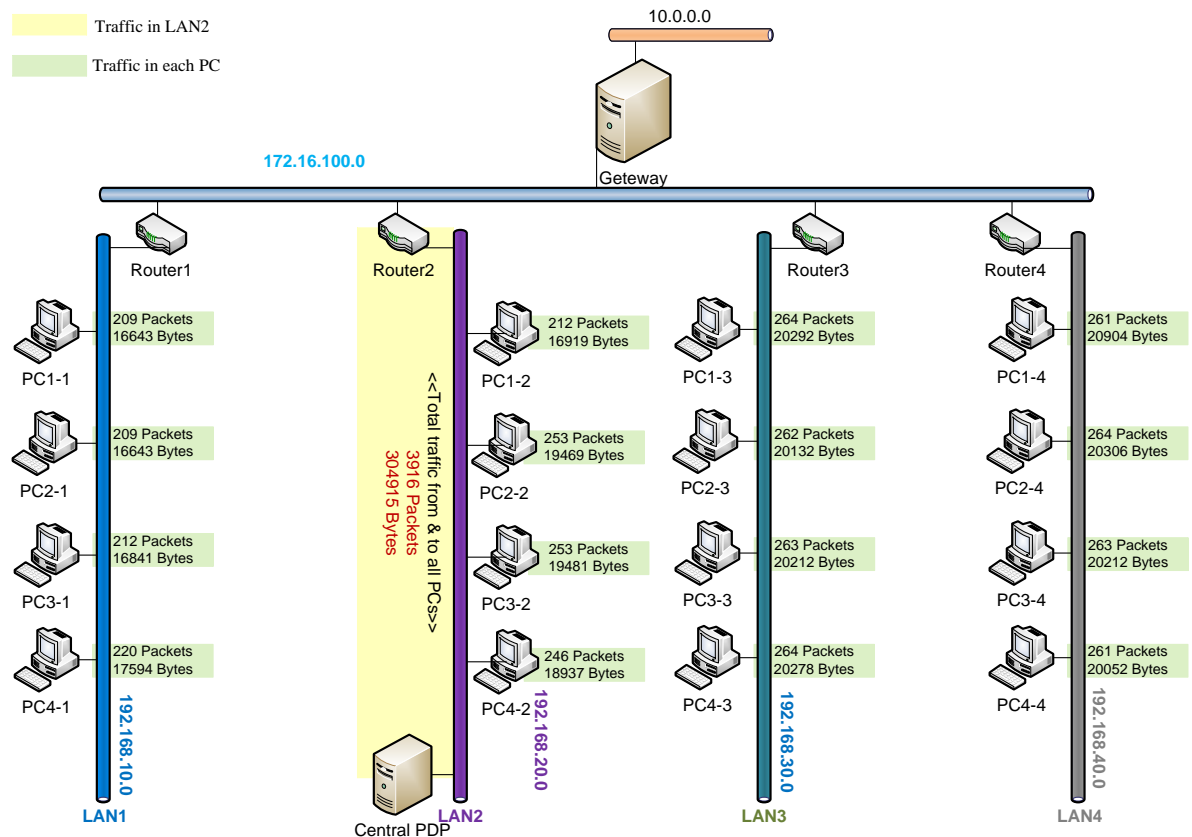 Traffic in LAN2
Traffic in each PC
10.0.0.0
Geteway
172.16.100.0
Router1
Router2
Router3
Router4
209 Packets
16643 Bytes
PC1-1
209 Packets
16643 Bytes
PC2-1
212 Packets
16841 Bytes
PC3-1
220 Packets
17594 Bytes
PC4-1
192.168.10.0
LAN1
<<Total traffic from & to all PCs>>
3916 Packets
304915 Bytes
Central PDP
212 Packets
16919 Bytes
PC1-2
253 Packets
19469 Bytes
PC2-2
253 Packets
19481 Bytes
PC3-2
246 Packets
18937 Bytes
PC4-2
192.168.20.0
LAN2
264 Packets
20292 Bytes
PC1-3
262 Packets
20132 Bytes
PC2-3
263 Packets
20212 Bytes
PC3-3
264 Packets
20278 Bytes
PC4-3
192.168.30.0
LAN3
261 Packets
20904 Bytes
PC1-4
264 Packets
20306 Bytes
PC2-4
263 Packets
20212 Bytes
PC3-4
261 Packets
20052 Bytes
PC4-4
192.168.40.0
LAN4